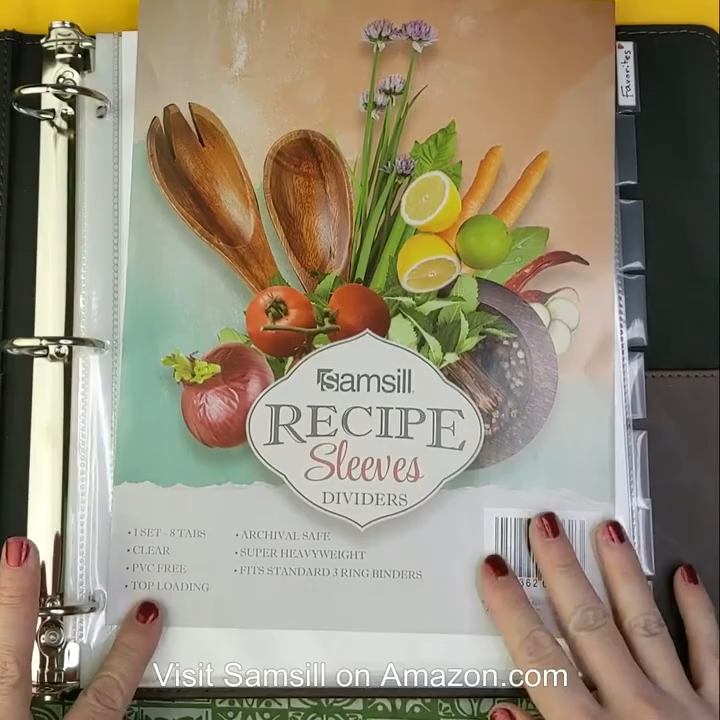 Favorites
samsill
RECIPE
Sleeves
DIVIDERS
• 1 SET - 8 TABS
• CLEAR
• PVC FREE
• TOP LOADING
• ARCHIVAL SAFE
• SUPER HEAVYWEIGHT
• FITS STANDARD 3 RING BINDERS
Visit Samsill on Amazon.com